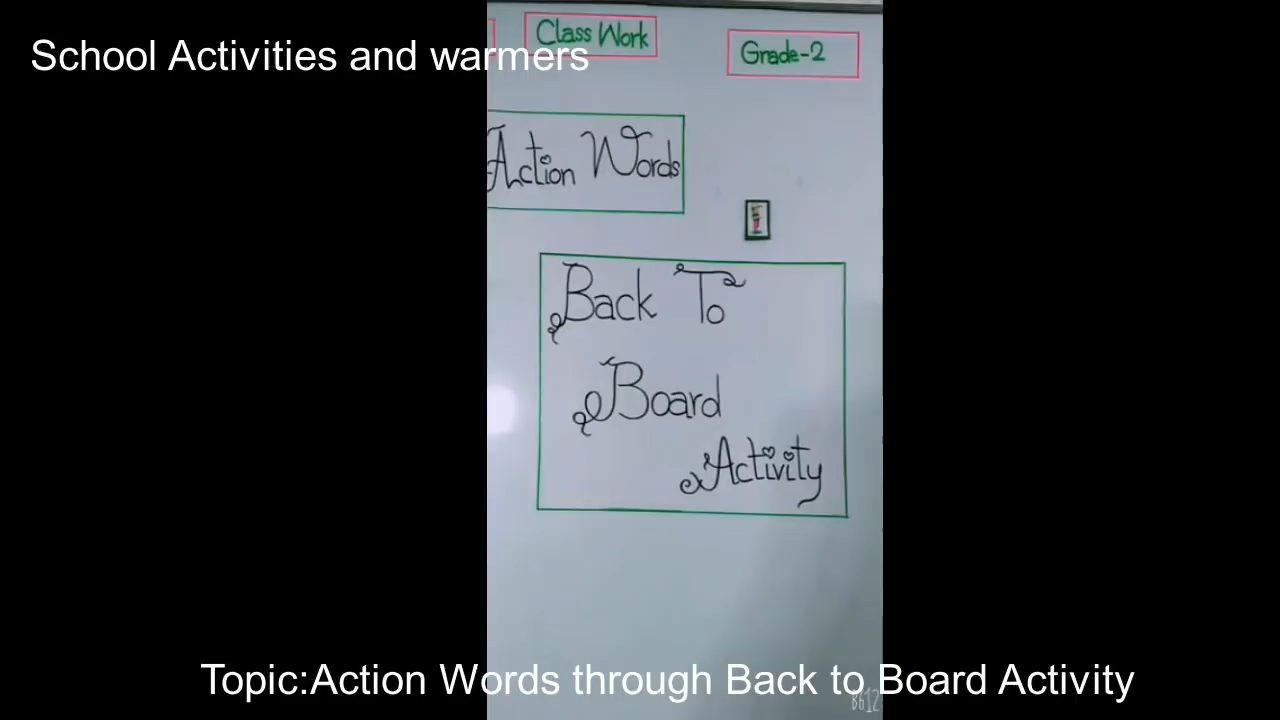 Class Work
School Activities and warmers
Grade-2
Action Words
Back To
Board
Activity
Topic:Action Words through Back to Board Activity
B612